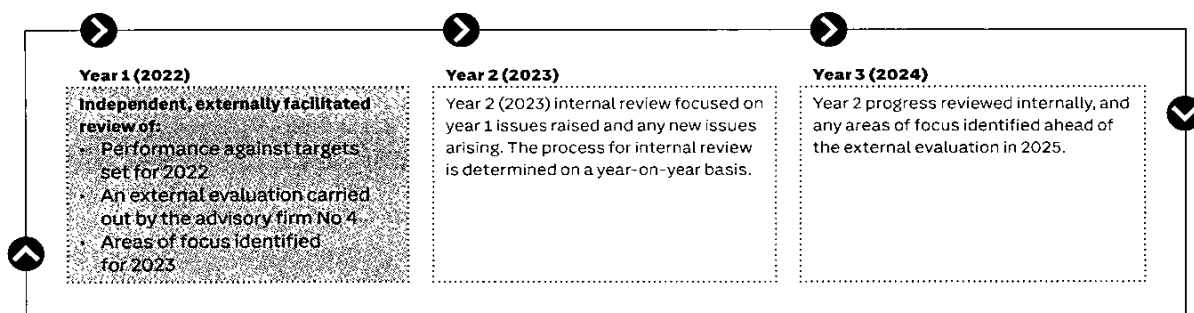 Year 1 (2022)
Independent, externally facilitated
review of:
· Performance against targets
set for 2022
· An external evaluation carried
out by the advisory firm No 4
· Areas of focus identified
for 2023
Year 2 (2023)
Year 2 (2023) internal review focused on
year 1 issues raised and any new issues
arising. The process for internal review
is determined on a year-on-year basis.
Year 3 (2024)
Year 2 progress reviewed internally, and
any areas of focus identified ahead of
the external evaluation in 2025.